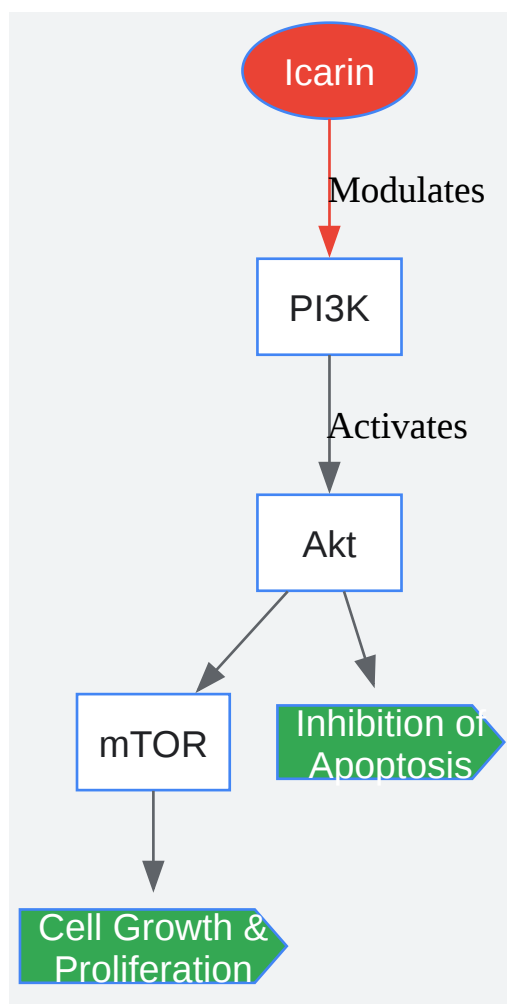 Icarin
Modulates
PI3K
Activates
Akt
mTOR
Inhibition of
Apoptosis
Cell Growth &
Proliferation